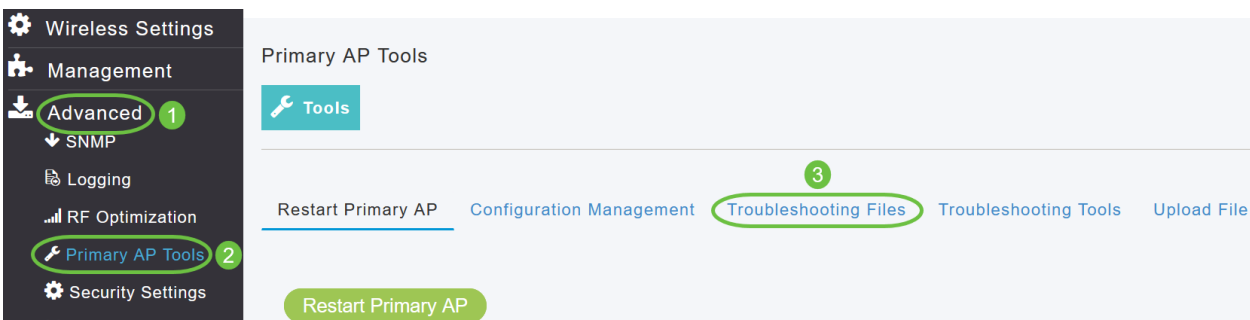 Wireless Settings
Management
Advanced 1
SNMP
Logging
RF Optimization
Primary AP Tools 2
Security Settings
Primary AP Tools
Tools
3
Restart Primary AP Configuration Management Troubleshooting Files Troubleshooting Tools Upload File
Restart Primary AP